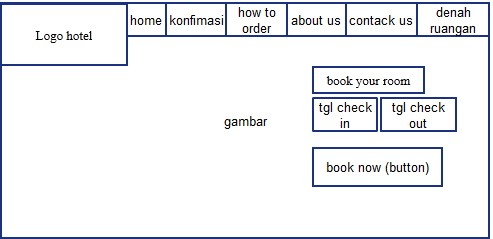 Logo hotel
home
konfimasi
how to
order
about us
contack us
denah
ruangan
book your room
tgl check
in
tgl check
out
gambar
book now (button)